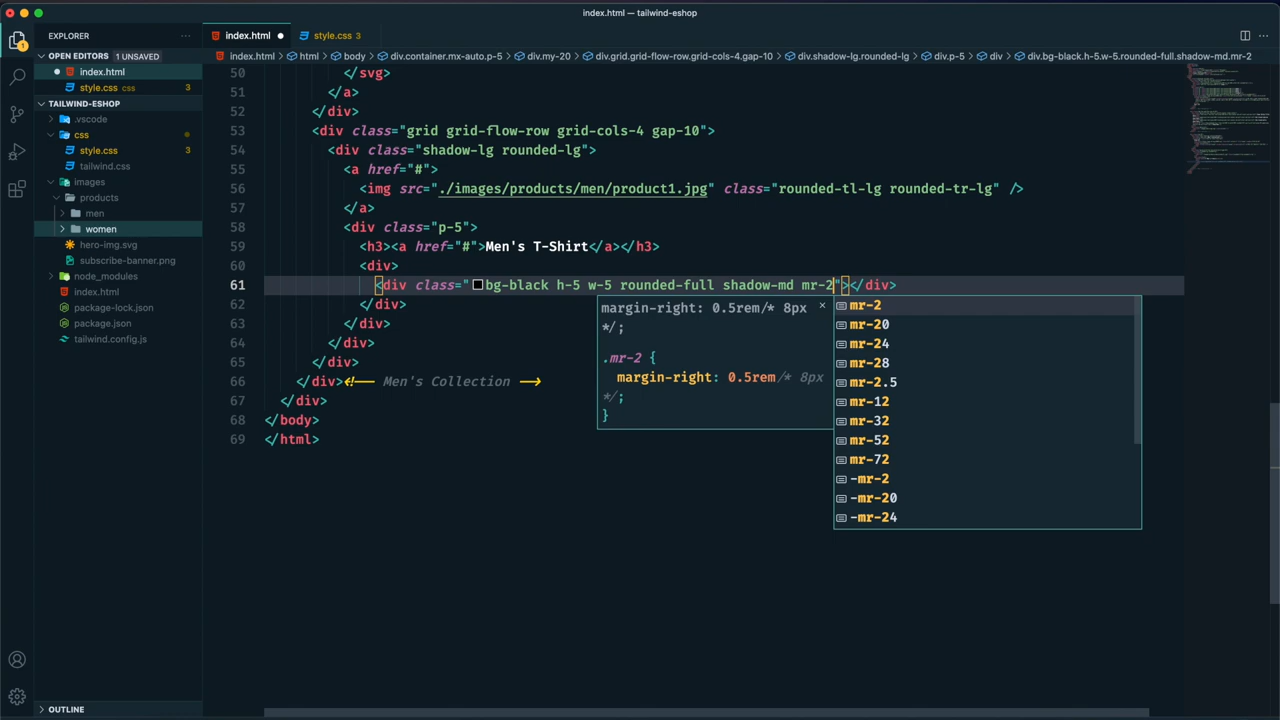 index.html — tailwind-eshop
EXPLORER
index.html
style.css 3
OPEN EDITORS 1 UNSAVED
index.html > html > body > div.container.mx-auto.p-5 > div.my-20 > div.grid.grid-flow-row.grid-cols-4.gap-10 > div.shadow-lg.rounded-lg > div.p-5 > div > div.bg-black.h-5.w-5.rounded-full.shadow-md.mr-2
index.html
style.css css 3
TAILWIND-ESHOP
.vscode
css
style.css 3
tailwind.css
images
products
men
women
hero-img.svg
subscribe-banner.png
node_modules
index.html
package-lock.json
package.json
tailwind.config.js
OUTLINE
50 </svg>
51 </a>
52 </div>
53 <div class="grid grid-flow-row grid-cols-4 gap-10">
54 <div class="shadow-lg rounded-lg">
55 <a href="#">
56 <img src="./images/products/men/product1.jpg" class="rounded-tl-lg rounded-tr-lg" />
57 </a>
58 <div class="p-5">
59 <h3><a href="#">Men's T-Shirt</a></h3>
60 <div>
61 <div class="bg-black h-5 w-5 rounded-full shadow-md mr-2"></div>
62 </div>
63 </div>
64 </div>
65 </div>
66 </div><!-- Men's Collection -->
67 </div>
68 </body>
69 </html>
margin-right: 0.5rem/* 8px
*/;
.mr-2 {
margin-right: 0.5rem/* 8px
*/;
}
mr-2
mr-20
mr-24
mr-28
mr-2.5
mr-12
mr-32
mr-52
mr-72
-mr-2
-mr-20
-mr-24